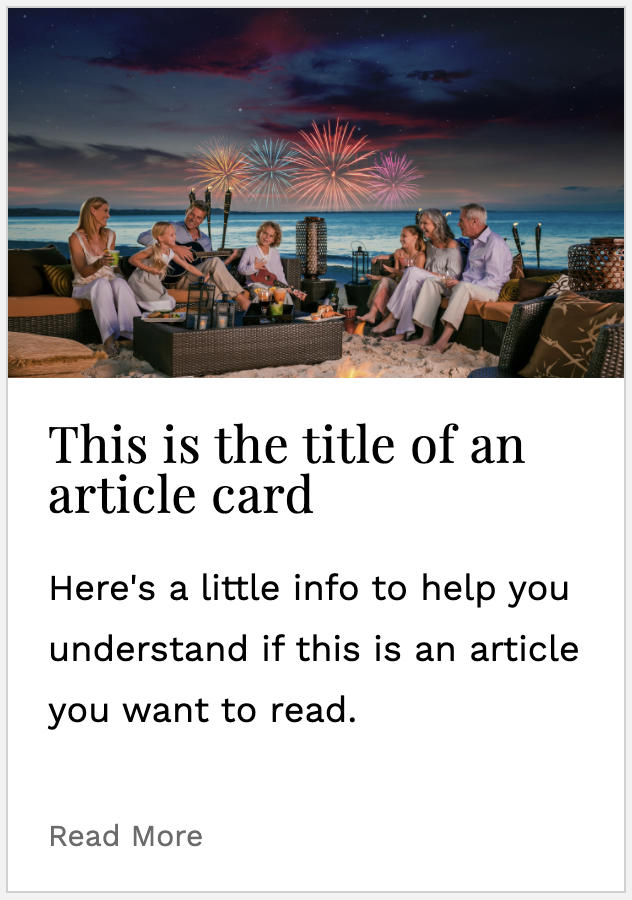 This is the title of an
article card
Here's a little info to help you
understand if this is an article
you want to read.
Read More